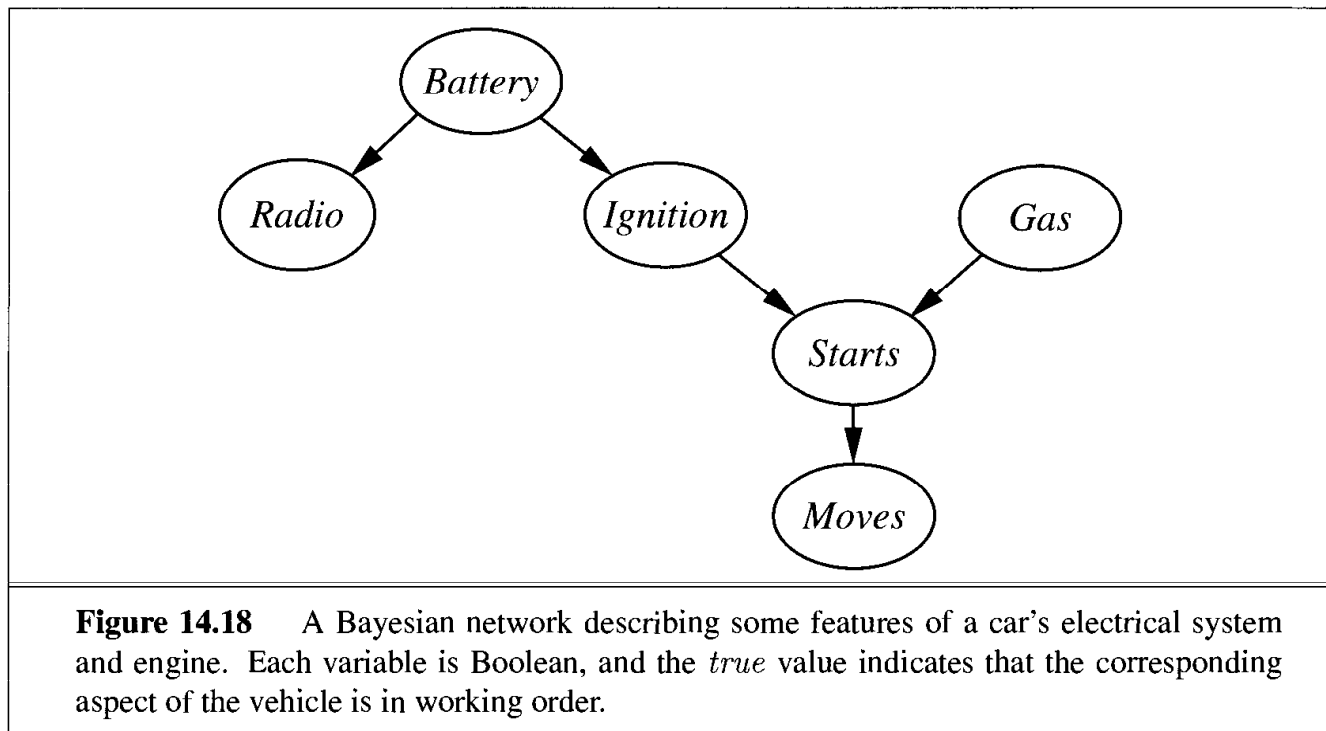 Battery
Radio
Ignition
Gas
Starts
Moves
Figure 14.18 A Bayesian network describing some features of a car's electrical system
and engine. Each variable is Boolean, and the true value indicates that the corresponding
aspect of the vehicle is in working order.